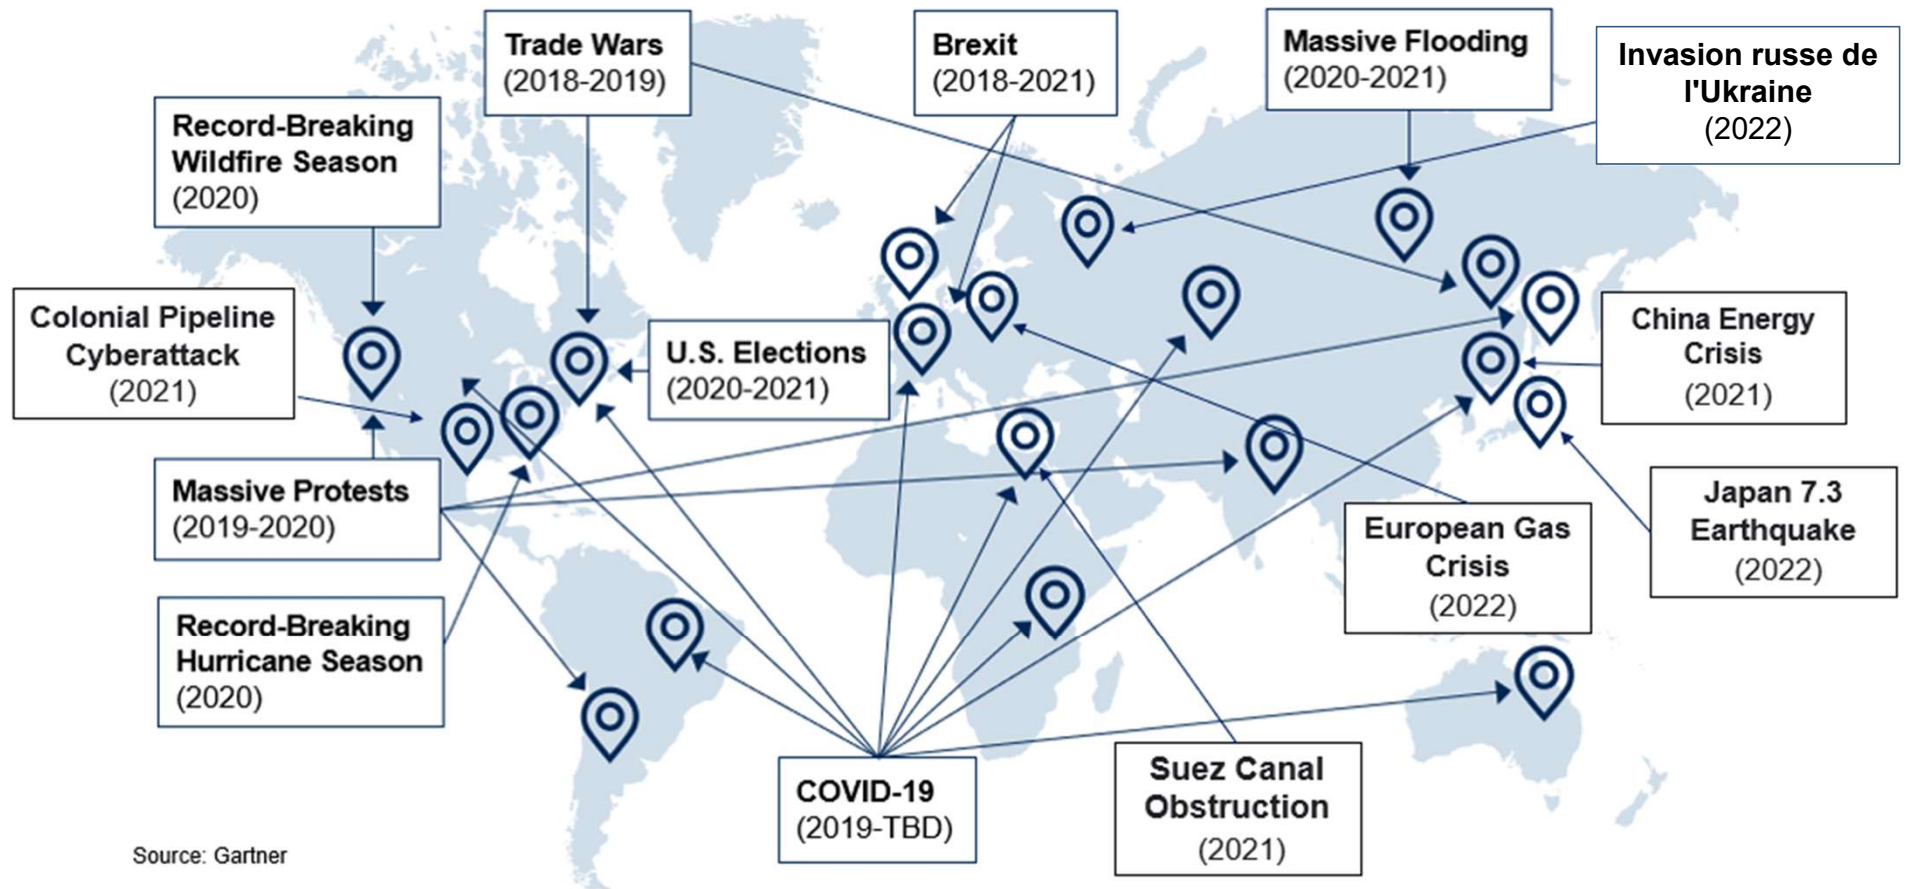 Trade Wars
(2018-2019)
Brexit
(2018-2021)
Massive Flooding
(2020-2021)
Invasion russe de
l'Ukraine
(2022)
Record-Breaking
Wildfire Season
(2020)
Colonial Pipeline
Cyberattack
(2021)
U.S. Elections
(2020-2021)
China Energy
Crisis
(2021)
Massive Protests
(2019-2020)
European Gas
Crisis
(2022)
Japan 7.3
Earthquake
(2022)
Record-Breaking
Hurricane Season
(2020)
COVID-19
(2019-TBD)
Suez Canal
Obstruction
(2021)
Source: Gartner